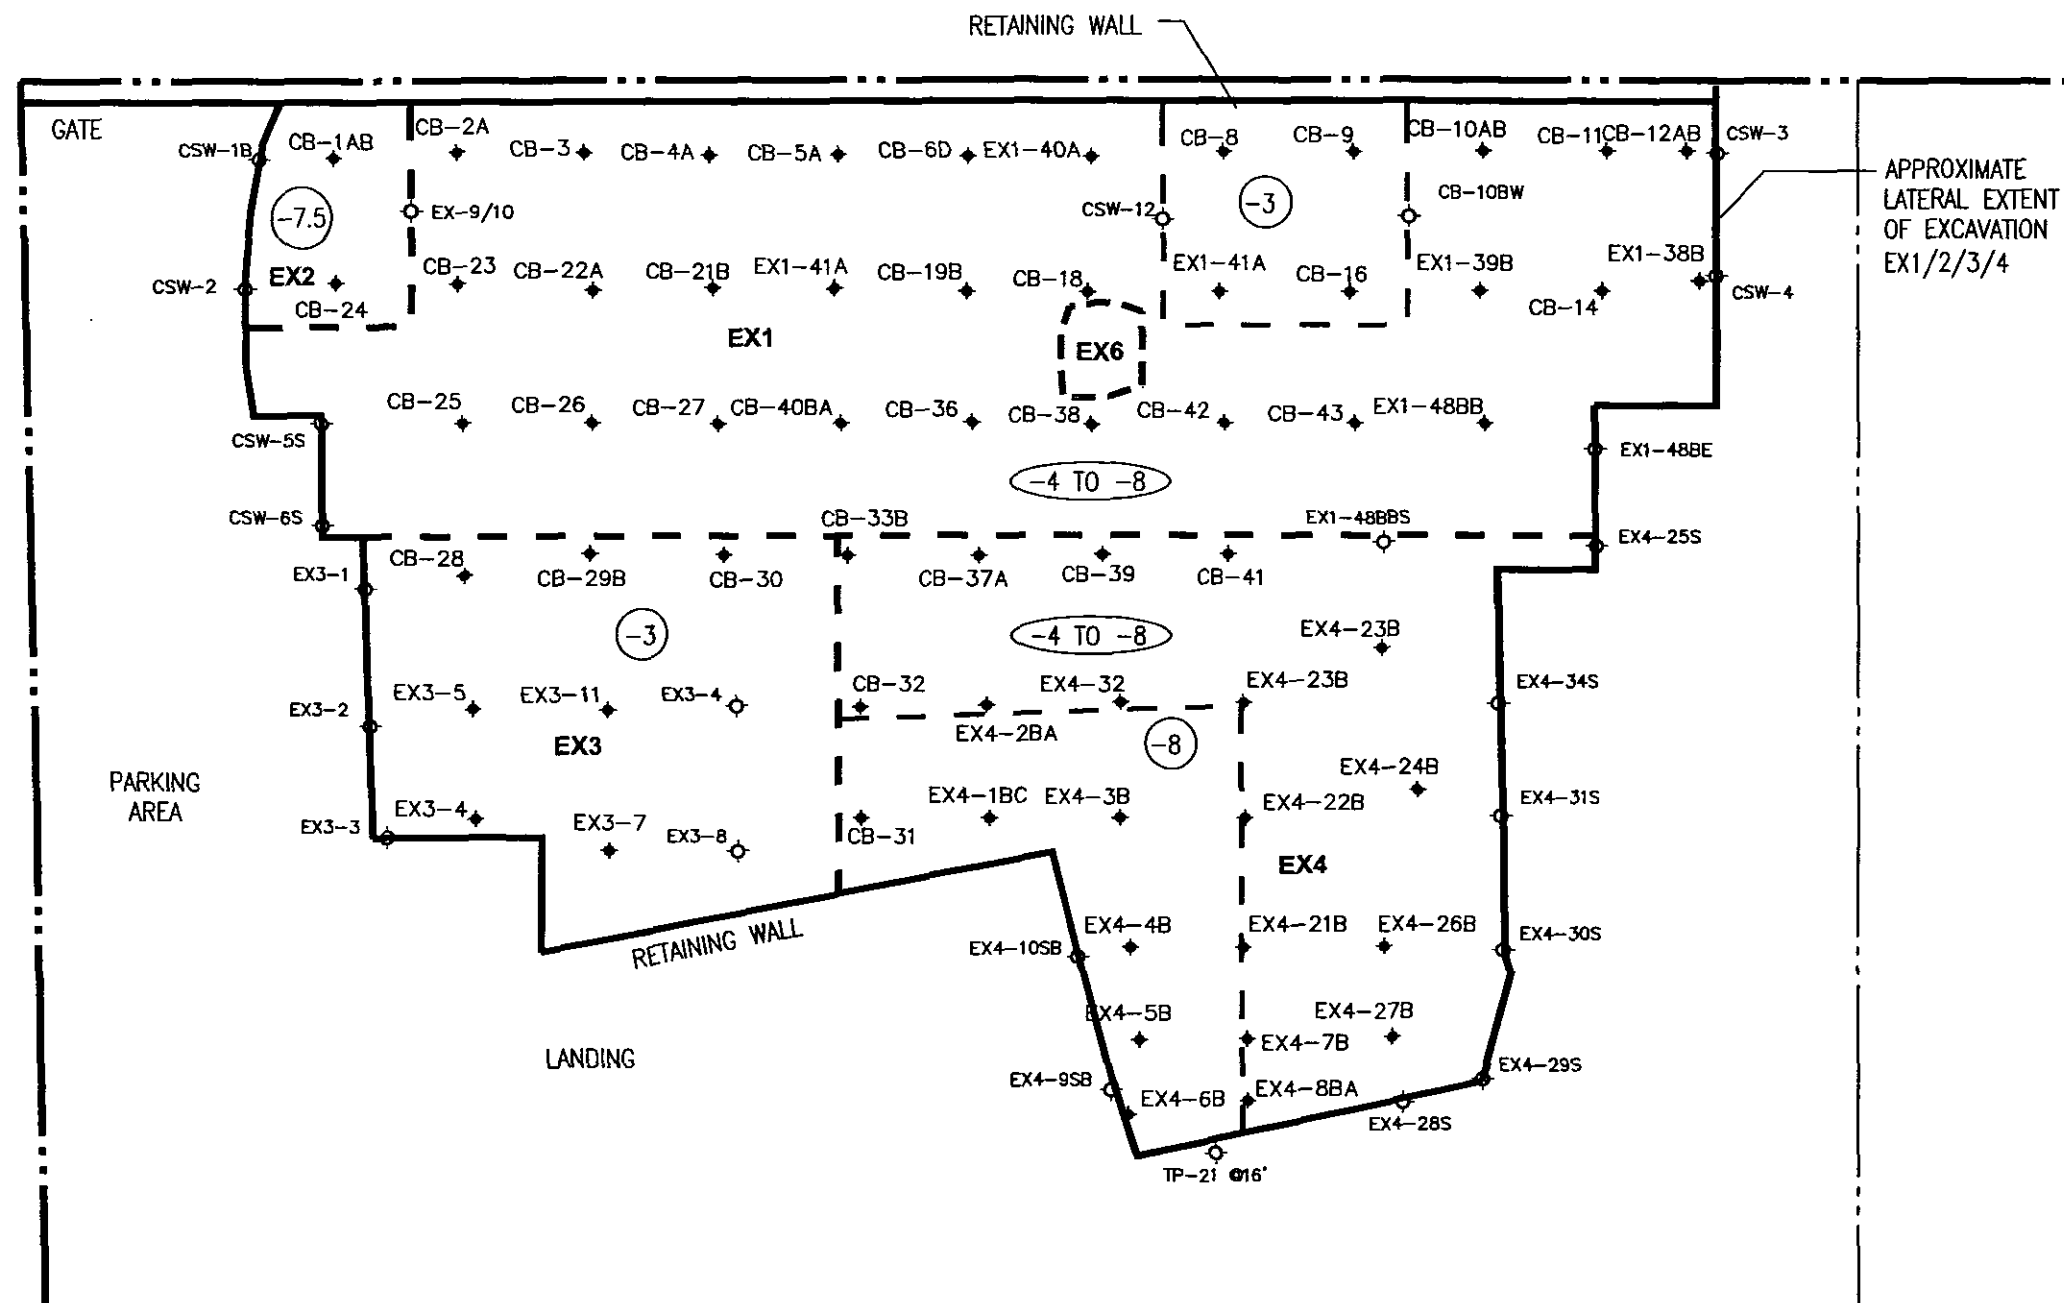 RETAINING WALL
GATE
CSW-1B
CB-1AB
CB-2A
CB-3
CB-4A
CB-5A
CB-6D
EX1-40A
CB-8
CB-9
CB-10AB
CB-11
CB-12AB
CSW-3
APPROXIMATE
LATERAL EXTENT
OF EXCAVATION
EX1/2/3/4
-7.5
EX-9/10
CSW-12
-3
CB-10BW
CSW-2
EX2
CB-24
CB-23
CB-22A
CB-21B
EX1-41A
CB-19B
CB-18
EX1-41A
CB-16
EX1-39B
CB-14
EX1-38B
CSW-4
EX1
EX6
CSW-5S
CB-25
CB-26
CB-27
CB-40BA
CB-36
CB-38
CB-42
CB-43
EX1-48BB
EX1-48BE
-4 TO -8
CSW-6S
CB-33B
EX1-48BBS
EX4-25S
EX3-1
CB-28
CB-29B
CB-30
CB-37A
CB-39
CB-41
-3
-4 TO -8
EX4-23B
EX3-2
EX3-5
EX3-11
EX3-4
CB-32
EX4-2BA
EX4-32
EX4-23B
EX4-34S
EX3
-8
PARKING
AREA
EX4-24B
EX3-3
EX3-4
EX3-7
EX3-8
CB-31
EX4-1BC
EX4-3B
EX4-22B
EX4-31S
EX4
RETAINING WALL
EX4-10SB
EX4-4B
EX4-21B
EX4-26B
EX4-30S
LANDING
EX4-5B
EX4-7B
EX4-27B
EX4-9SB
EX4-6B
EX4-8BA
EX4-28S
EX4-29S
TP-21 @16'